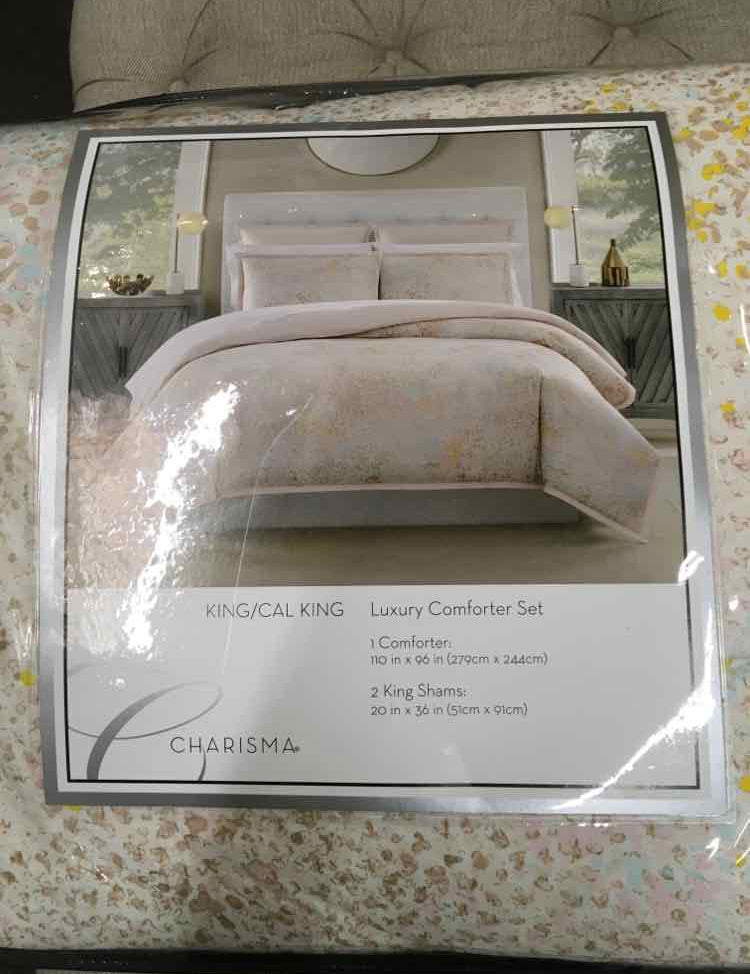 KING/CAL KING
Luxury Comforter Set
1 Comforter:
110 in x 96 in (279cm x 244cm)
2 King Shams:
20 in x 36 in (51cm x 91cm)
CHARISMA®